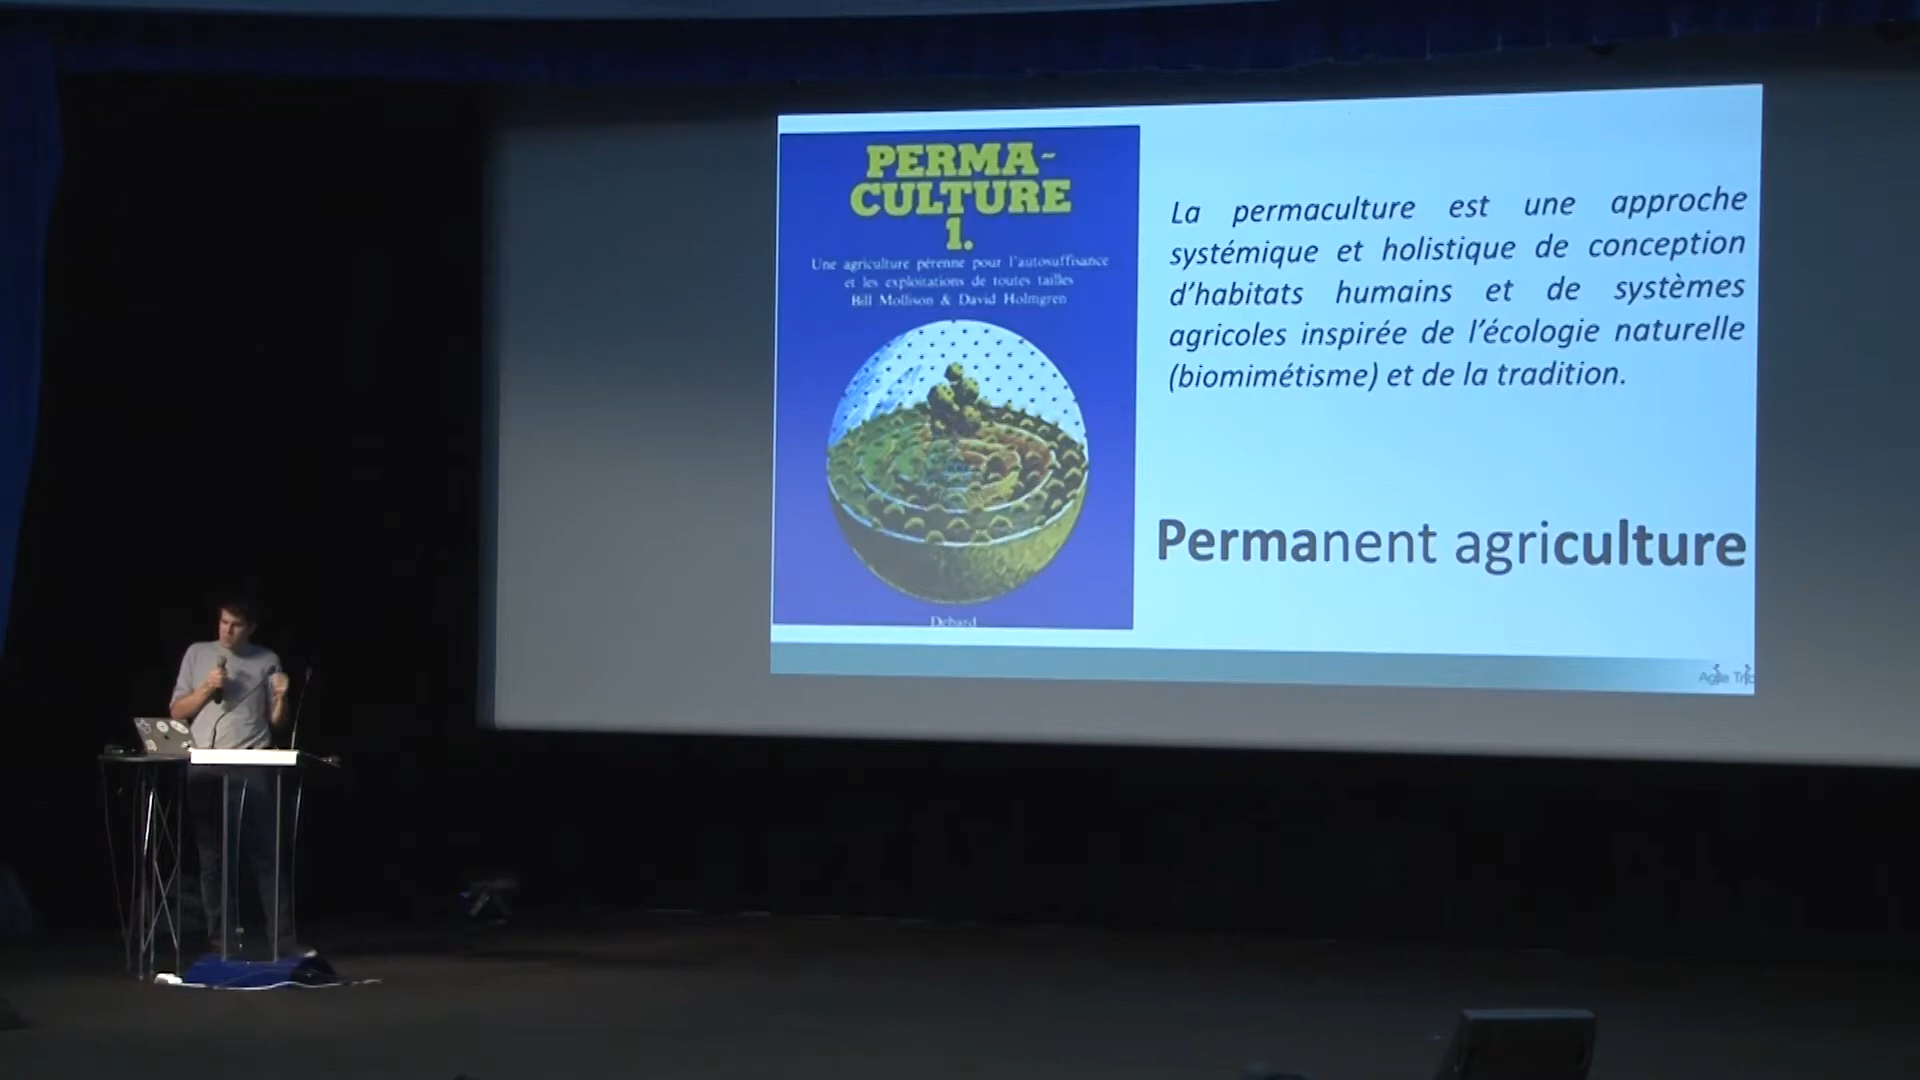 PERMA-
CULTURE
1.
Une agriculture pérenne pour l'autosuffisance
et les exploitations de toutes tailles
Bill Mollison & David Holmgren
Debard
La permaculture est une approche
systémique et holistique de conception
d'habitats humains et de systèmes
agricoles inspirée de l'écologie naturelle
(biomimétisme) et de la tradition.
Permanent agriculture
Agile Trib